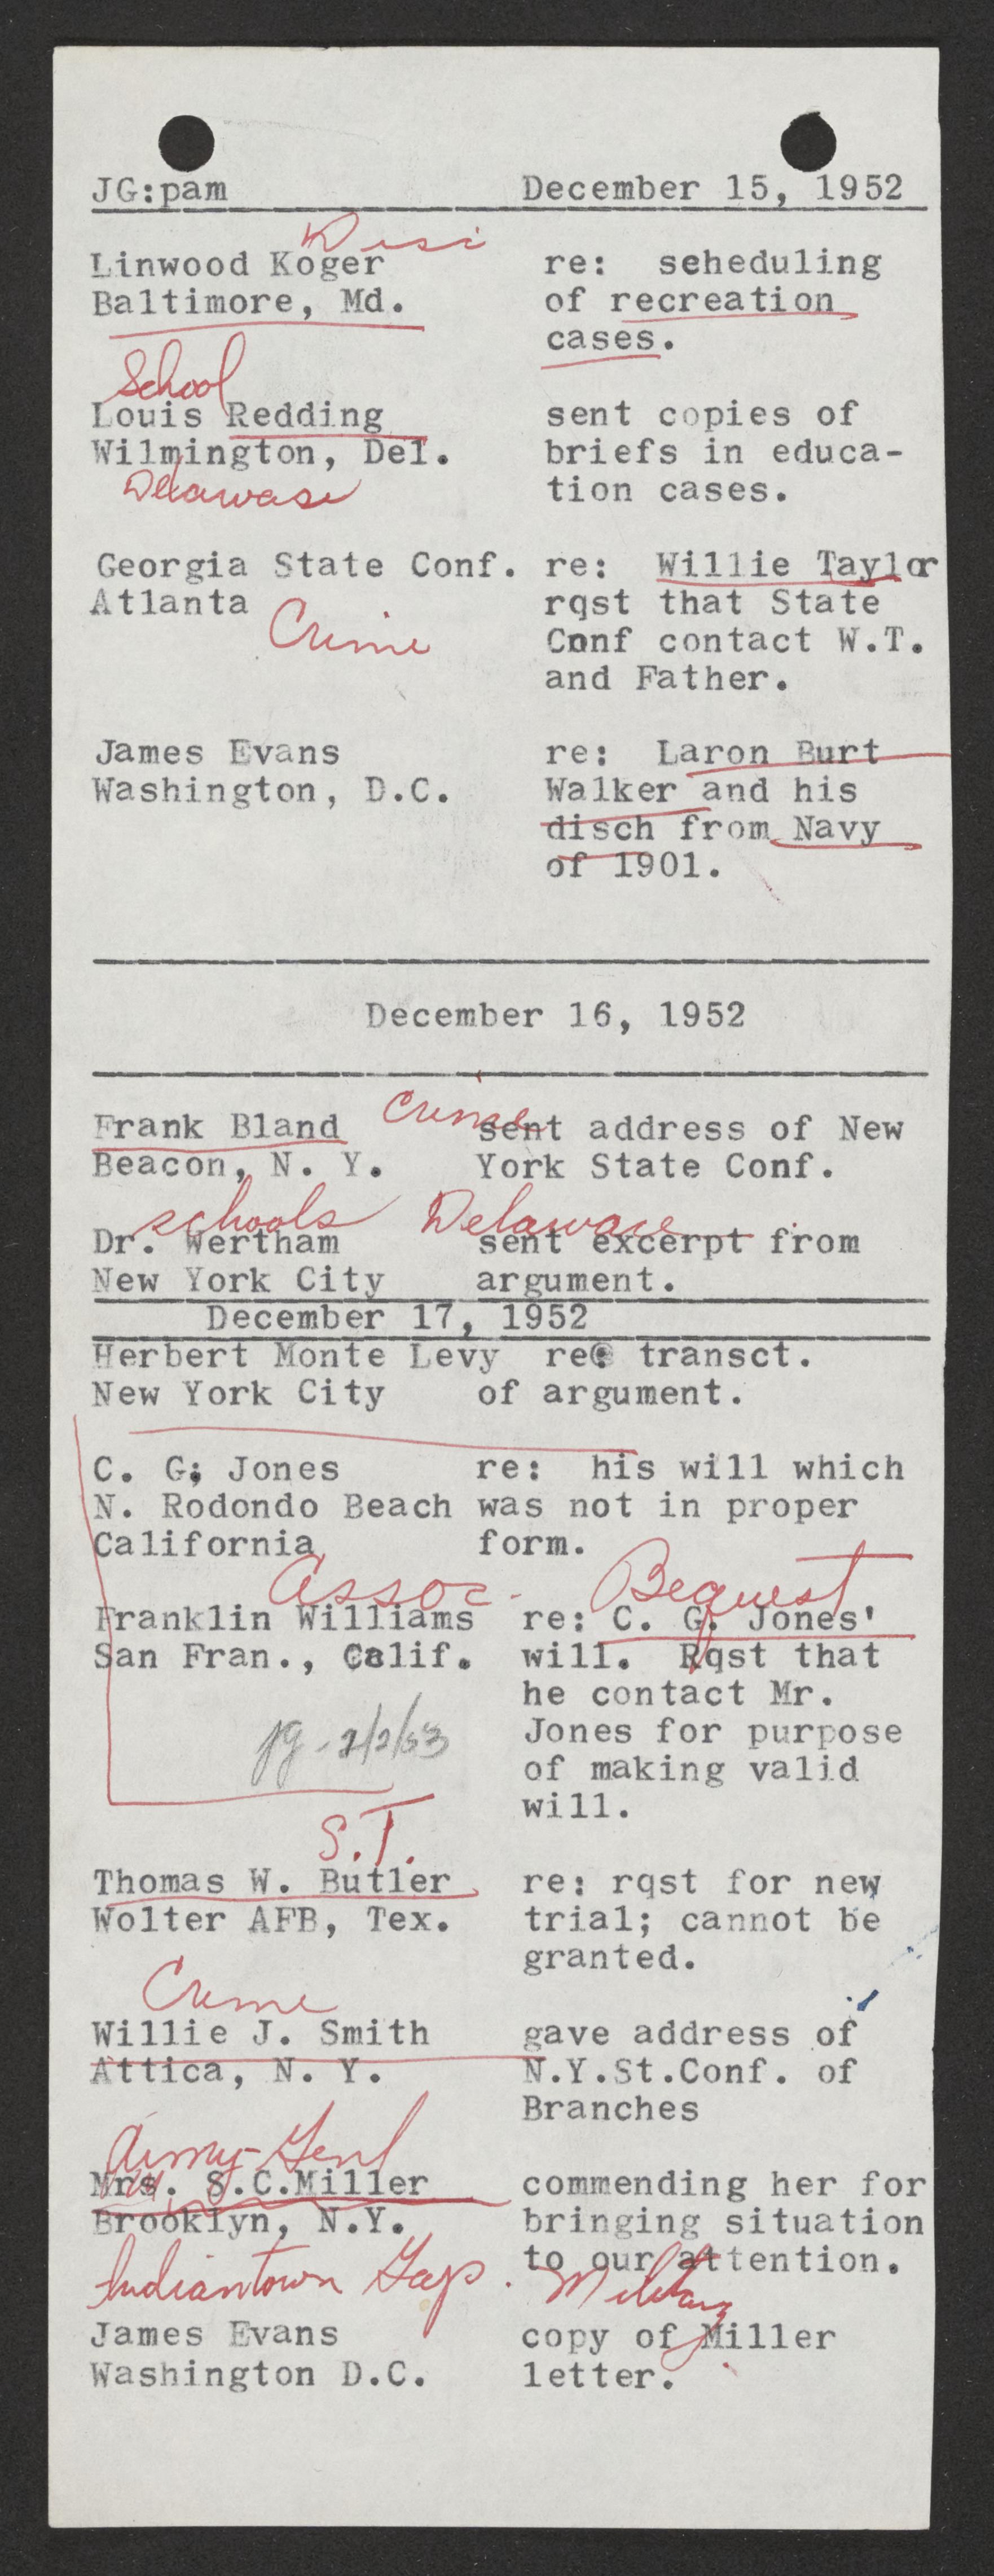 JG:pam December 15, 1952
Linwood Koger re: seheduling
Baltimore, Md. of recreation
cases.
School
Louis Redding sent copies of
Wilmington, Del. briefs in educa-
Delaware tion cases.
Georgia State Conf. re: Willie Taylor
Atlanta rqst that State
Crime Conf contact W.T.
and Father.
James Evans re: Laron Burt
Washington, D.C. Walker and his
disch from Navy
of 1901.
December 16, 1952
Crime
Frank Bland sent address of New
Beacon, N. Y. York State Conf.
schools Delaware
Dr. Wertham sent excerpt from
New York City argument.
December 17, 1952
Herbert Monte Levy re: transct.
New York City of argument.
C. G; Jones re: his will which
N. Rodondo Beach was not in proper
California form.
Assoc. Bequest
Franklin Williams re: C. G. Jones'
San Fran., Calif. will. Rqst that
he contact Mr.
jg - 2/2/53 Jones for purpose
of making valid
will.
S.T.
Thomas W. Butler re: rqst for new
Wolter AFB, Tex. trial; cannot be
granted.
Crime
Willie J. Smith gave address of
Attica, N. Y. N.Y.St.Conf. of
Branches
Army-Genl
Mrs. S.C.Miller commending her for
Brooklyn, N.Y. bringing situation
to our attention.
Indiantown Gap. Military
James Evans copy of Miller
Washington D.C. letter.